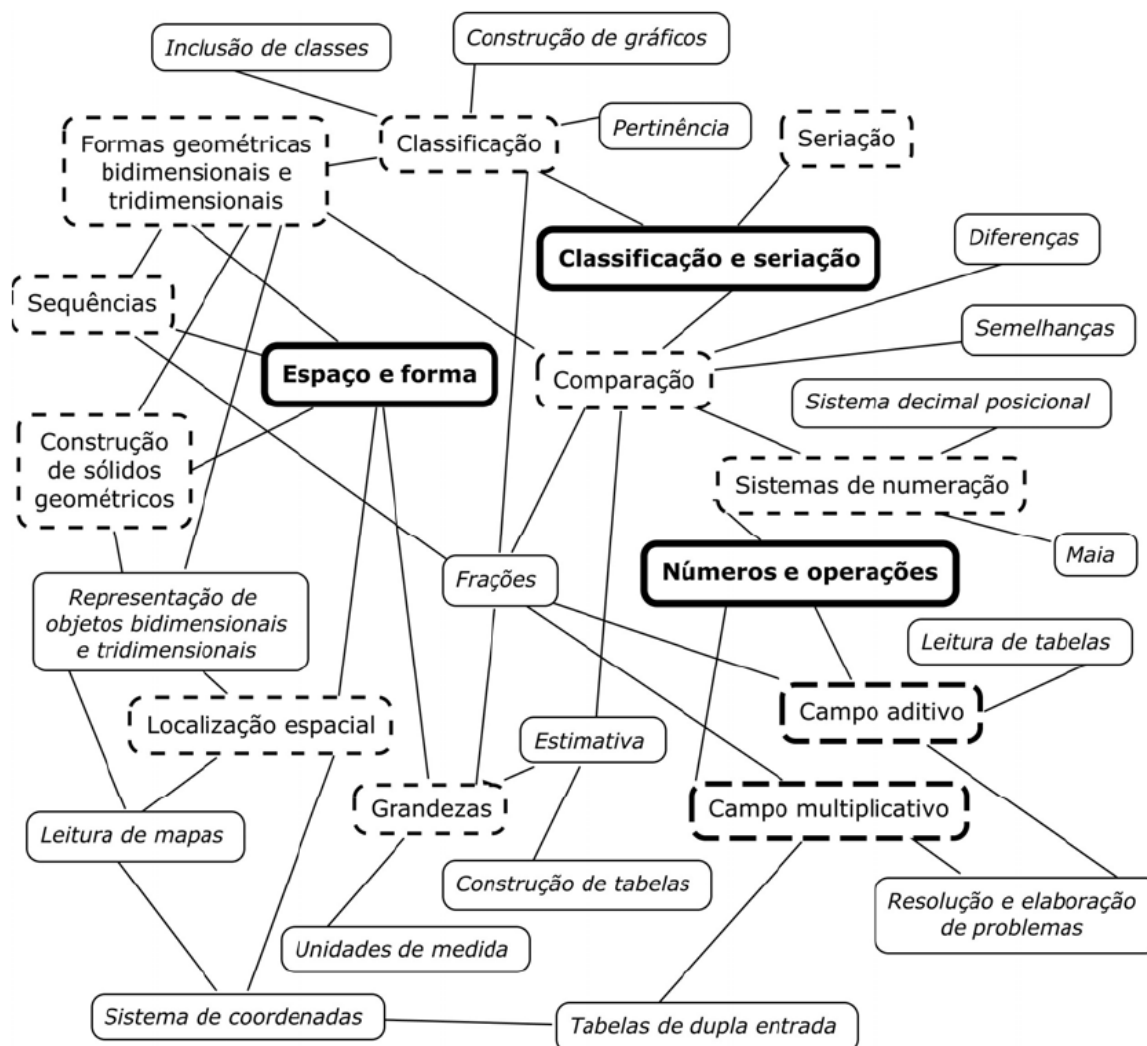 Inclusão de classes
Construção de gráficos
Pertinência
Formas geométricas
bidimensionais e
tridimensionais
Classificação
Seriação
Classificação e seriação
Diferenças
Sequências
Semelhanças
Espaço e forma
Comparação
Sistema decimal posicional
Construção
de sólidos
geométricos
Sistemas de numeração
Maia
Frações
Números e operações
Representação de
objetos bidimensionais
e tridimensionais
Leitura de tabelas
Localização espacial
Campo aditivo
Estimativa
Grandezas
Campo multiplicativo
Leitura de mapas
Construção de tabelas
Resolução e elaboração
de problemas
Unidades de medida
Sistema de coordenadas
Tabelas de dupla entrada